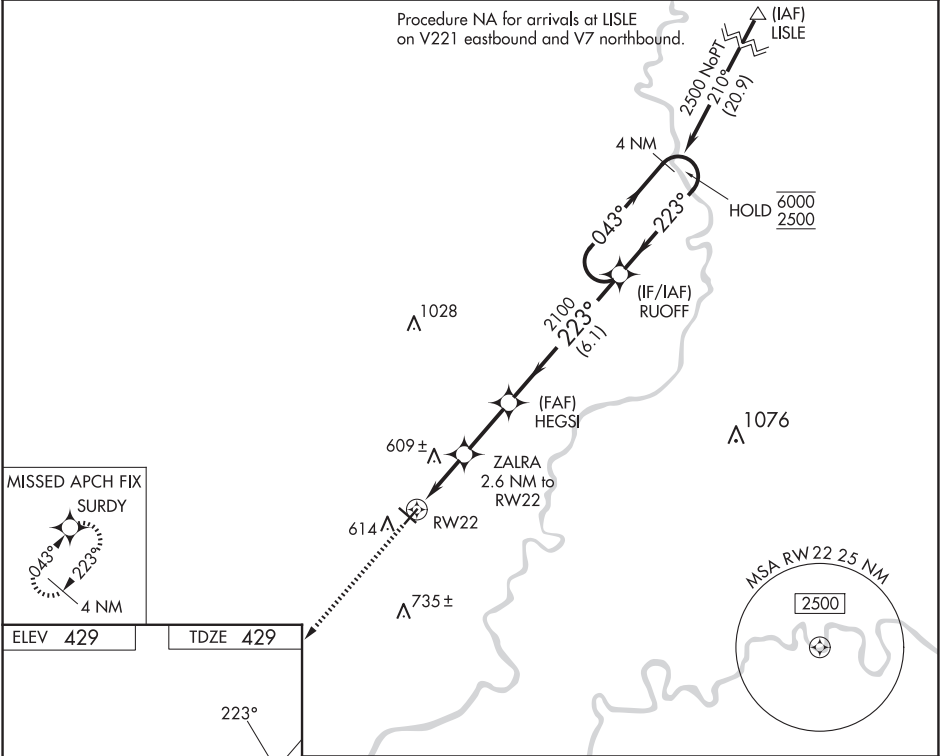 Procedure NA for arrivals at LISLE
on V221 eastbound and V7 northbound.
(IAF)
LISLE
2500 NoPT
210°
(20.9)
4 NM
HOLD 6000
2500
043°
223°
(IF/IAF)
RUOFF
2100
223°
(6.1)
1028
(FAF)
HEGSI
1076
609±
ZALRA
2.6 NM to
RW22
614
RW22
735±
MISSED APCH FIX
SURDY
043°
223°
4 NM
MSA RW22 25 NM
2500
ELEV 429
TDZE 429
223°